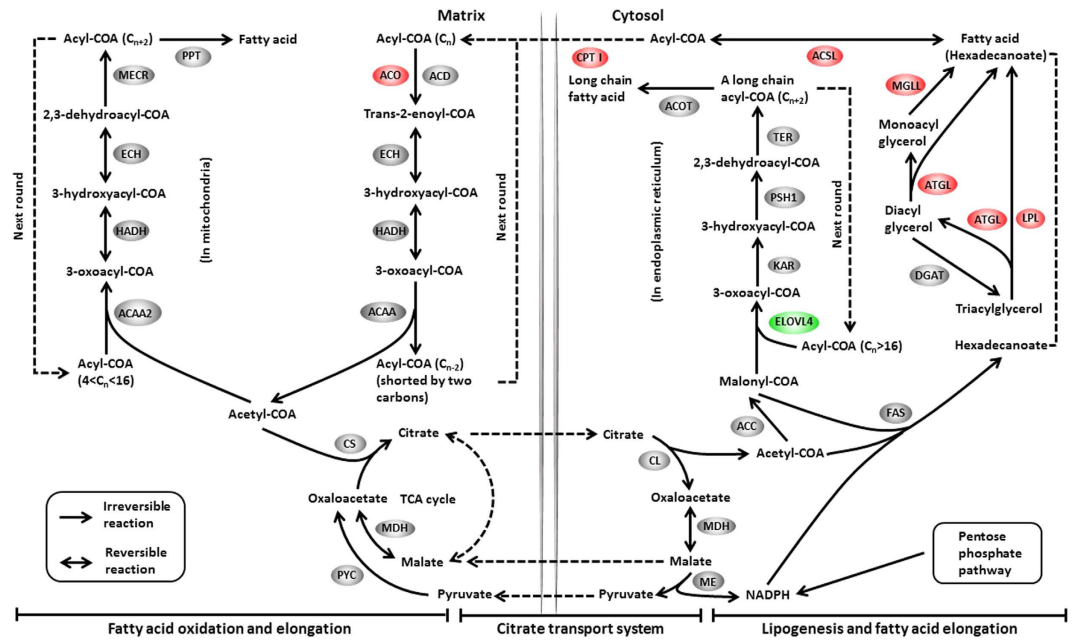 Matrix
Cytosol
Acyl-COA (Cn+2)
PPT
Fatty acid
MECR
2,3-dehydroacyl-COA
ECH
3-hydroxyacyl-COA
HADH
3-oxoacyl-COA
ACAA2
Acyl-COA
(4<Cn<16)
Next round
(In mitochondria)
Acyl-COA (Cn)
ACO
ACD
Trans-2-enoyl-COA
ECH
3-hydroxyacyl-COA
HADH
3-oxoacyl-COA
ACAA
Acyl-COA (Cn-2)
(shorted by two
carbons)
Next round
Acetyl-COA
CS
Citrate
Oxaloacetate
TCA cycle
MDH
Malate
PYC
Pyruvate
Acyl-COA
CPT I
ACSL
Long chain
fatty acid
ACOT
A long chain
acyl-COA (Cn+2)
TER
2,3-dehydroacyl-COA
PSH1
3-hydroxyacyl-COA
KAR
3-oxoacyl-COA
ELOVL4
Acyl-COA (Cn>16)
Malonyl-COA
(In endoplasmic reticulum)
Next round
Fatty acid
(Hexadecanoate)
MGLL
Monoacyl
glycerol
ATGL
Diacyl
glycerol
ATGL
LPL
DGAT
Triacylglycerol
Hexadecanoate
FAS
ACC
Acetyl-COA
Citrate
CL
Oxaloacetate
MDH
Malate
ME
Pyruvate
NADPH
Pentose
phosphate
pathway
Irreversible
reaction
Reversible
reaction
Fatty acid oxidation and elongation
Citrate transport system
Lipogenesis and fatty acid elongation